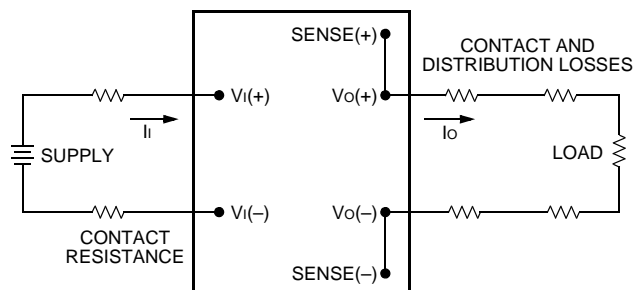 SENSE(+)
CONTACT AND
DISTRIBUTION LOSSES
VI(+)
VO(+)
II
IO
SUPPLY
LOAD
VI(–)
VO(–)
CONTACT
RESISTANCE
SENSE(–)